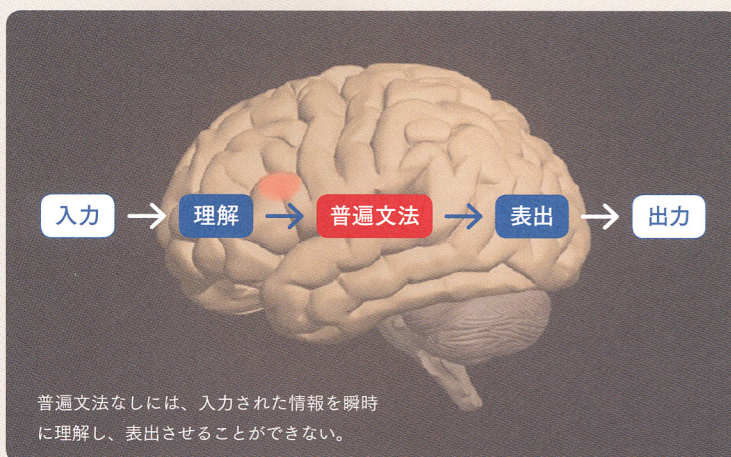 入力 → 理解 → 普遍文法 → 表出 → 出力
普遍文法なしには、入力された情報を瞬時
に理解し、表出させることができない。